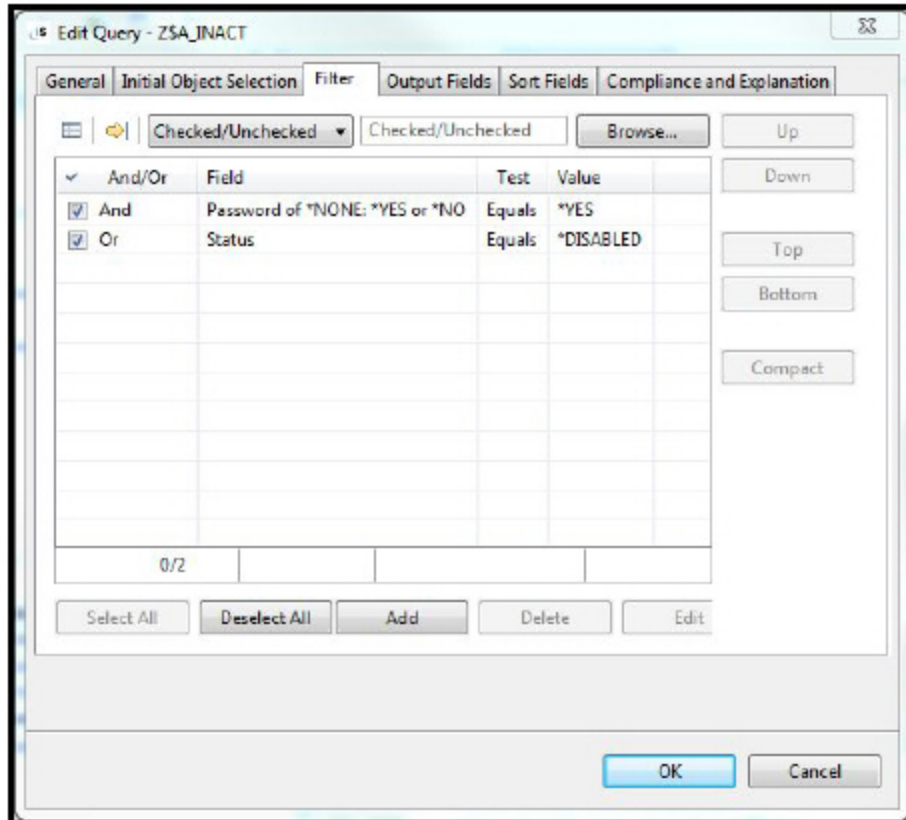 iS Edit Query - Z$A_INACT
General Initial Object Selection Filter Output Fields Sort Fields Compliance and Explanation
Checked/Unchecked Checked/Unchecked Browse... Up
Down
And/Or Field Test Value
And Password of *NONE: *YES or *NO Equals *YES
Or Status Equals *DISABLED
Top
Bottom
Compact
0/2
Select All Deselect All Add Delete Edit
OK Cancel